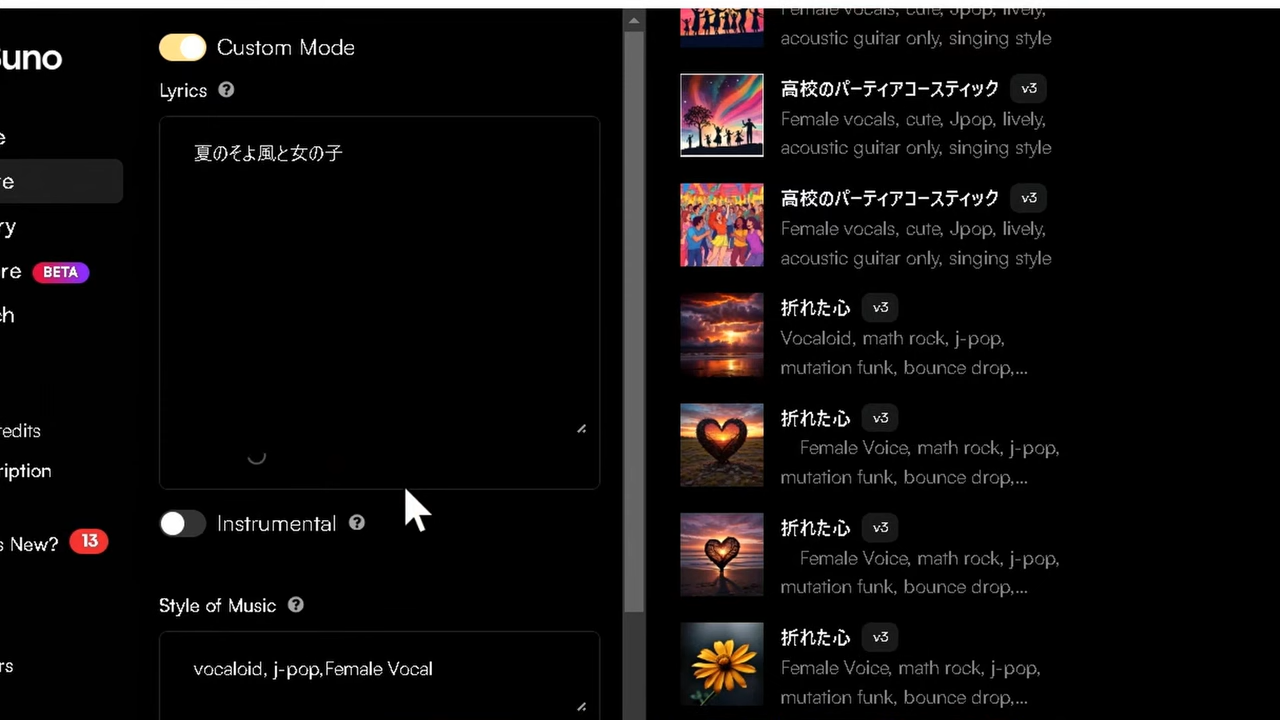 suno
Custom Mode
Lyrics
夏のそよ風と女の子
BETA
redits
ription
s New? 13
Instrumental
Style of Music
vocaloid, j-pop,Female Vocal
Female vocals, cute, Jpop, lively,
acoustic guitar only, singing style
高校のパーティアコースティック v3
Female vocals, cute, Jpop, lively,
acoustic guitar only, singing style
高校のパーティアコースティック v3
Female vocals, cute, Jpop, lively,
acoustic guitar only, singing style
折れた心 v3
Vocaloid, math rock, j-pop,
mutation funk, bounce drop,...
折れた心 v3
Female Voice, math rock, j-pop,
mutation funk, bounce drop,...
折れた心 v3
Female Voice, math rock, j-pop,
mutation funk, bounce drop,...
折れた心 v3
Female Voice, math rock, j-pop,
mutation funk, bounce drop,...